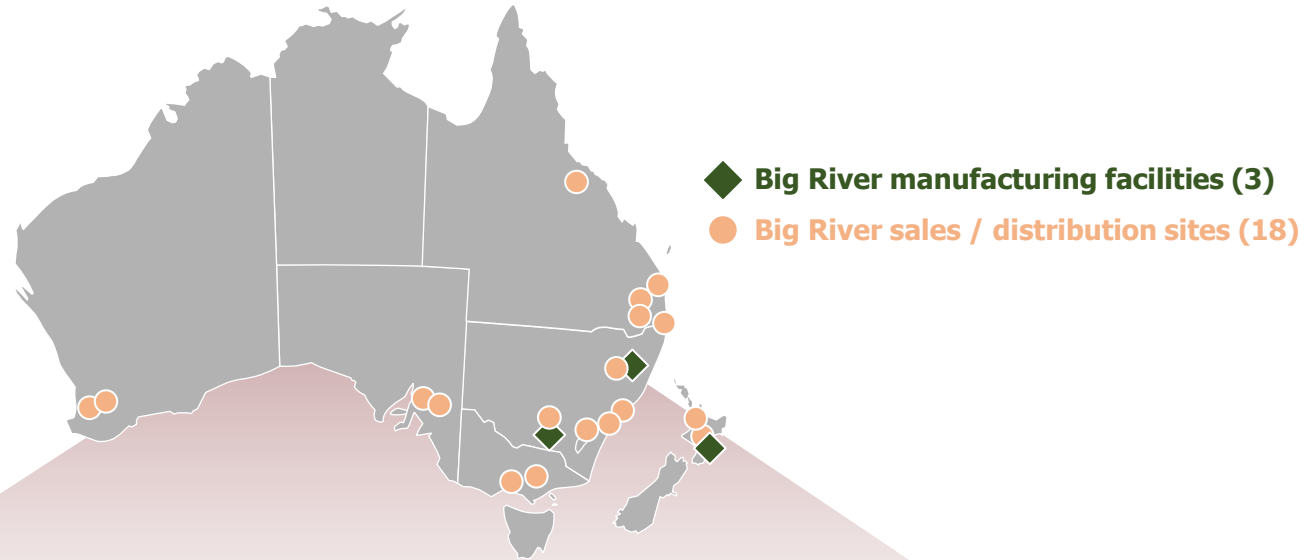 Big River manufacturing facilities (3)
Big River sales / distribution sites (18)